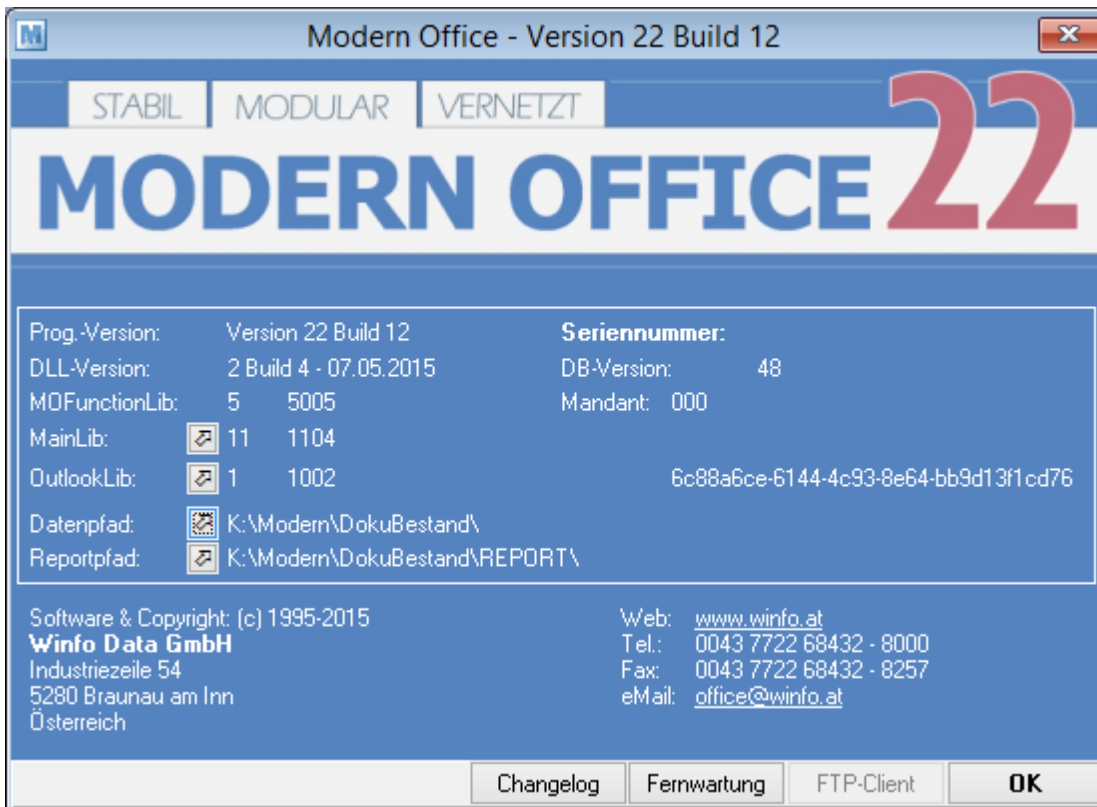 Modern Office - Version 22 Build 12
STABIL MODULAR VERNETZT
MODERN OFFICE 22
Prog.-Version: Version 22 Build 12 Seriennummer:
DLL-Version: 2 Build 4 - 07.05.2015 DB-Version: 48
MOFunctionLib: 5 5005 Mandant: 000
MainLib: 11 1104
OutlookLib: 1 1002 6c88a6ce-6144-4c93-8e64-bb9d13f1cd76
Datenpfad: K:\Modern\DokuBestand\
Reportpfad: K:\Modern\DokuBestand\REPORT\
Software & Copyright: (c) 1995-2015 Web: www.winfo.at
Winfo Data GmbH Tel.: 0043 7722 68432 - 8000
Industriezeile 54 Fax: 0043 7722 68432 - 8257
5280 Braunau am Inn eMail: office@winfo.at
Österreich
Changelog Fernwartung FTP-Client OK